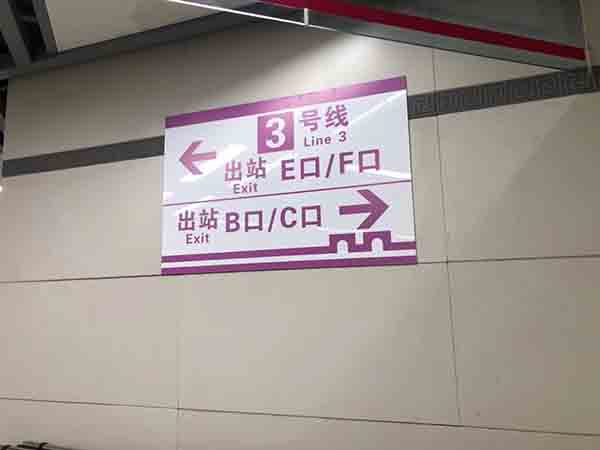 3号线
Line 3
出站 E口/F口
Exit
出站 B口/C口
Exit